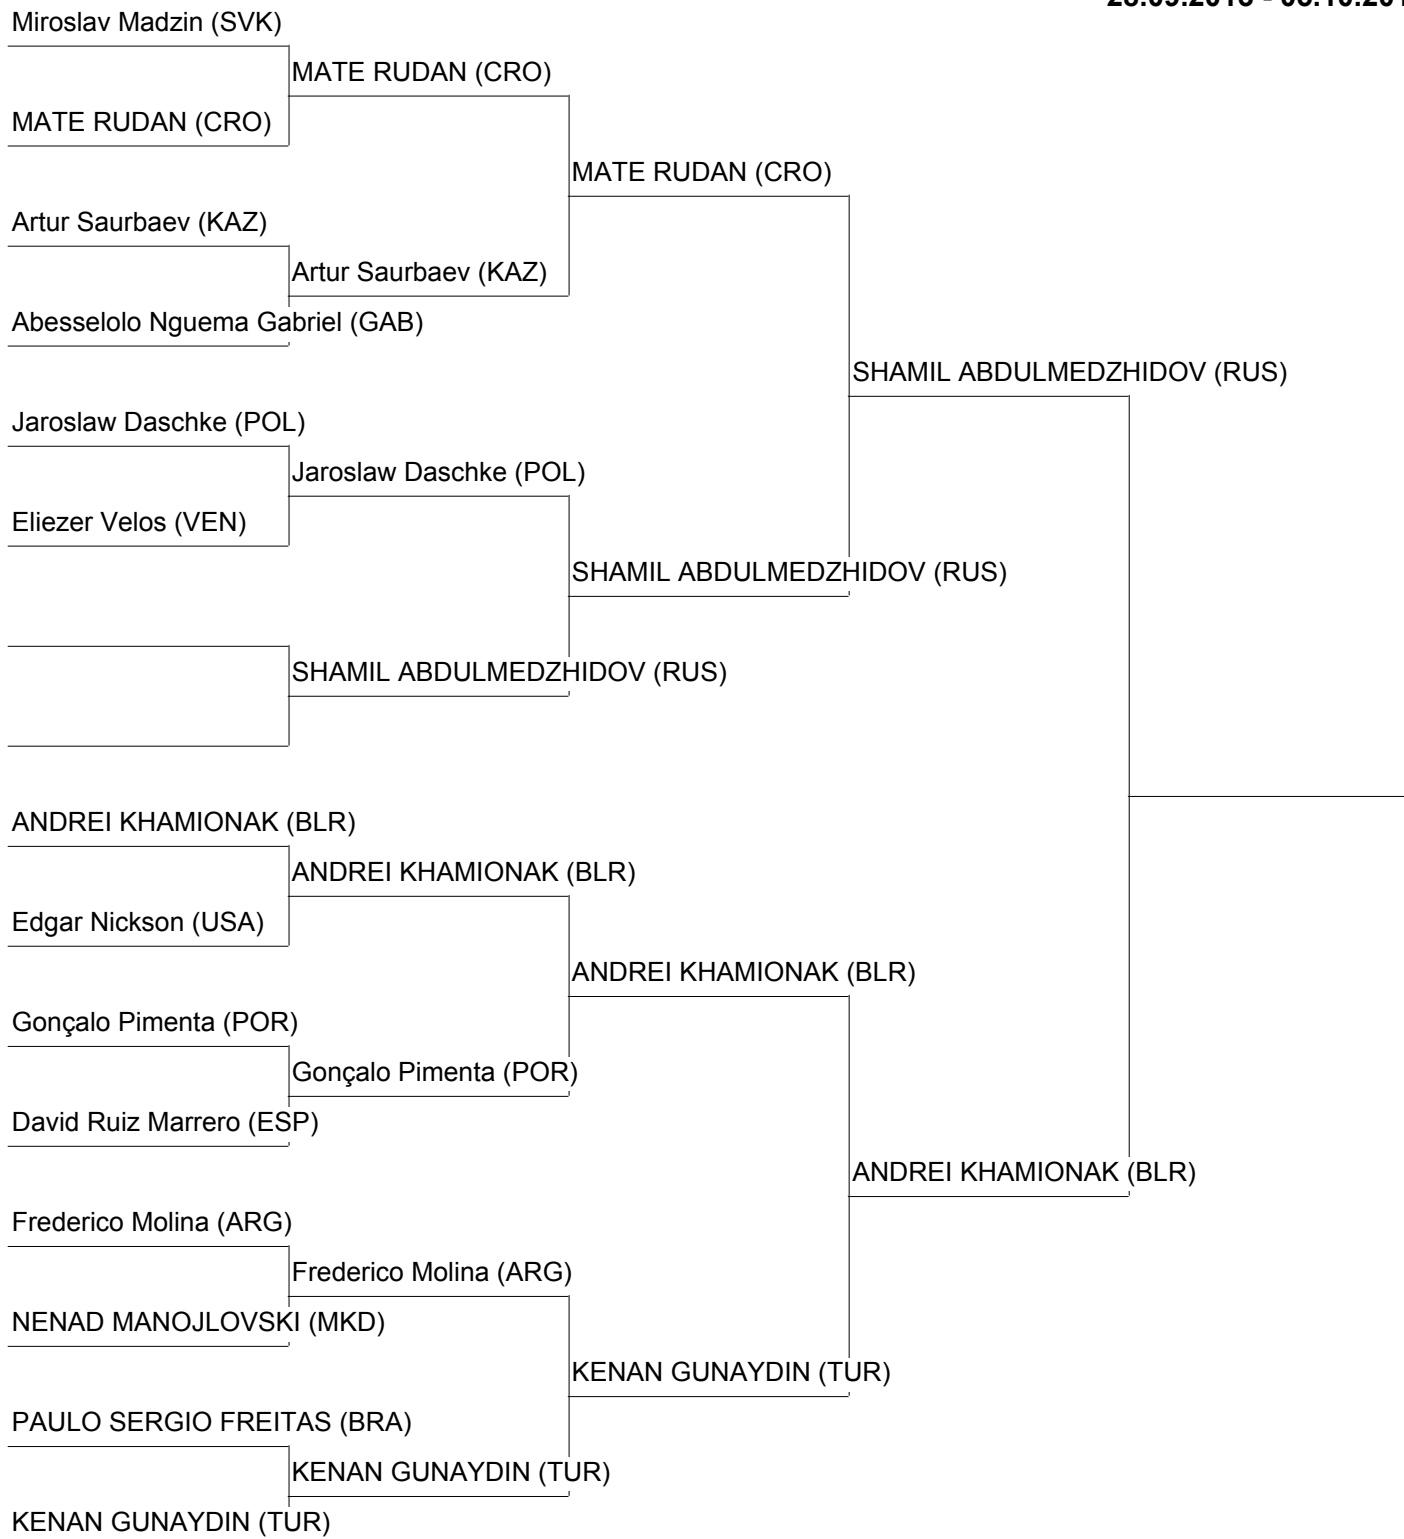 Miroslav Madzin (SVK)
MATE RUDAN (CRO)
MATE RUDAN (CRO)
MATE RUDAN (CRO)
Artur Saurbaev (KAZ)
Artur Saurbaev (KAZ)
Abesselolo Nguema Gabriel (GAB)
SHAMIL ABDULMEDZHIDOV (RUS)
Jaroslaw Daschke (POL)
Jaroslaw Daschke (POL)
Eliezer Velos (VEN)
SHAMIL ABDULMEDZHIDOV (RUS)
SHAMIL ABDULMEDZHIDOV (RUS)
ANDREI KHAMIONAK (BLR)
ANDREI KHAMIONAK (BLR)
Edgar Nickson (USA)
ANDREI KHAMIONAK (BLR)
Gonçalo Pimenta (POR)
Gonçalo Pimenta (POR)
David Ruiz Marrero (ESP)
ANDREI KHAMIONAK (BLR)
Frederico Molina (ARG)
Frederico Molina (ARG)
NENAD MANOJLOVSKI (MKD)
KENAN GUNAYDIN (TUR)
PAULO SERGIO FREITAS (BRA)
KENAN GUNAYDIN (TUR)
KENAN GUNAYDIN (TUR)